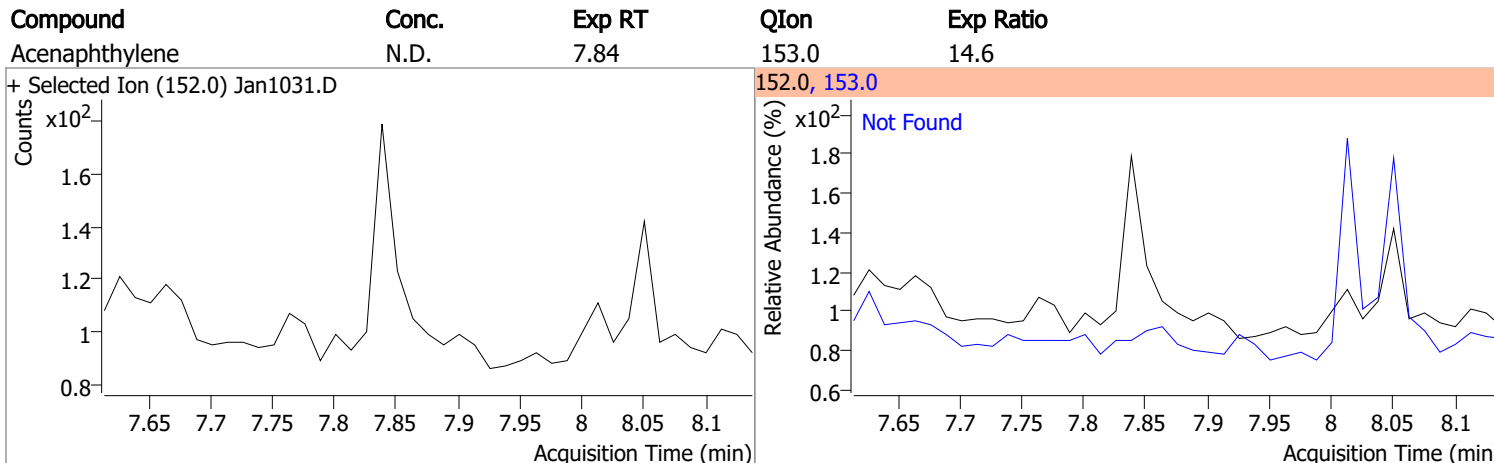 Compound Conc. Exp RT QIon Exp Ratio
Acenaphthylene N.D. 7.84 153.0 14.6
+ Selected Ion (152.0) Jan1031.D
Counts
x10²
1.6
1.4
1.2
1
0.8
7.65 7.7 7.75 7.8 7.85 7.9 7.95 8 8.05 8.1
Acquisition Time (min)
152.0, 153.0
Relative Abundance (%)
x10²
Not Found
1.8
1.6
1.4
1.2
1
0.8
0.6
7.65 7.7 7.75 7.8 7.85 7.9 7.95 8 8.05 8.1
Acquisition Time (min